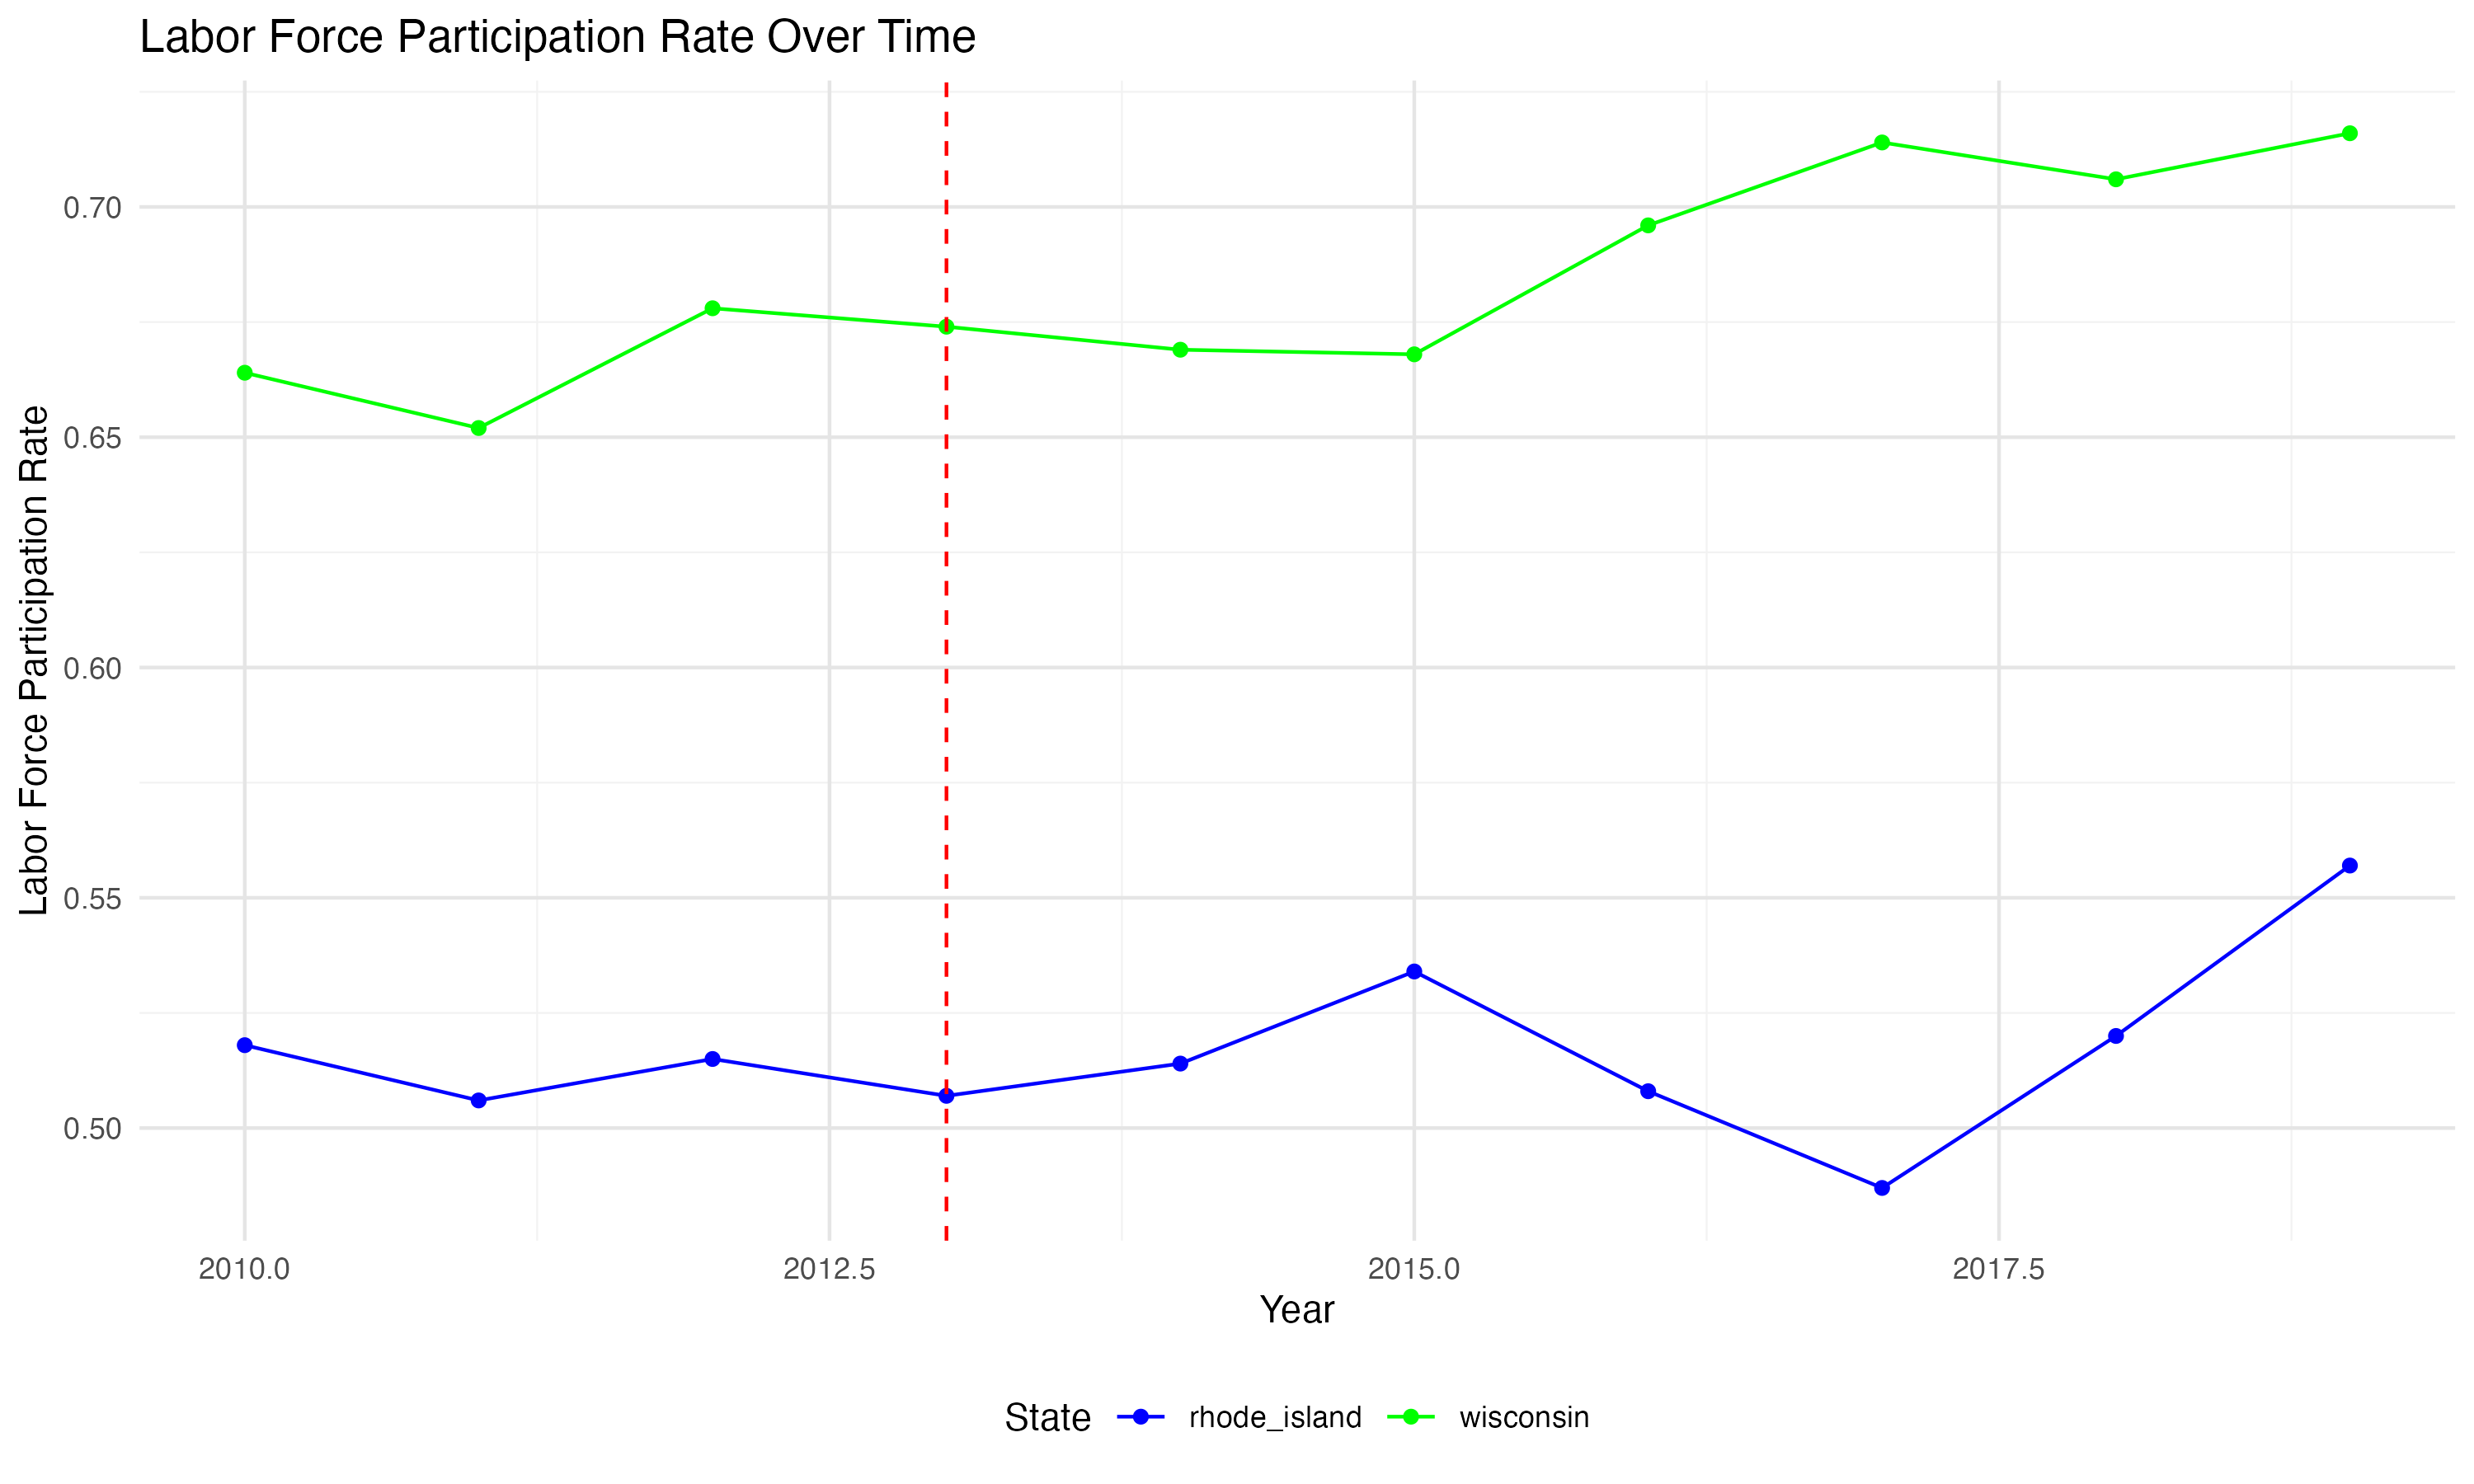 Labor Force Participation Rate Over Time
Labor Force Participation Rate
0.70
0.65
0.60
0.55
0.50
2010.0 2012.5 2015.0 2017.5
Year
State rhode_island wisconsin